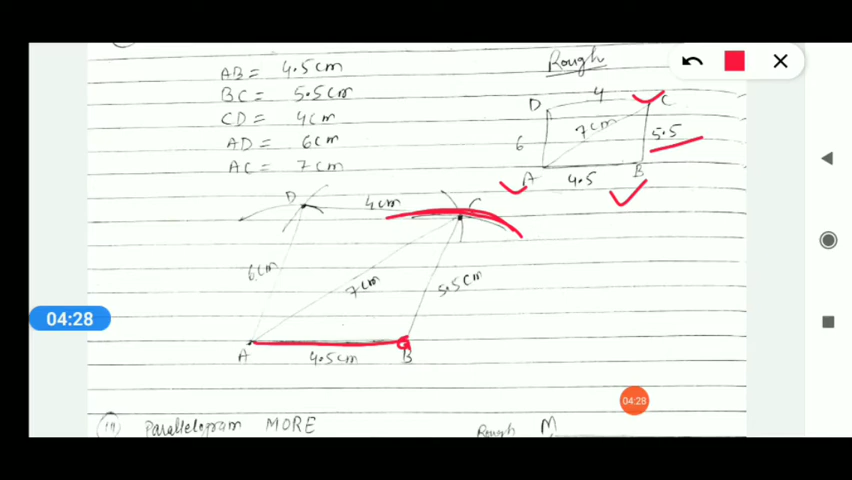 AB = 4.5cm
BC = 5.5cm
CD = 4cm
AD = 6cm
AC = 7cm
Rough
D 4 C
6 7cm 5.5
A 4.5 B
D 4cm C
6cm 7cm 5.5cm
A 4.5cm B
04:28
04:28
Parallelogram MORE
Rough M